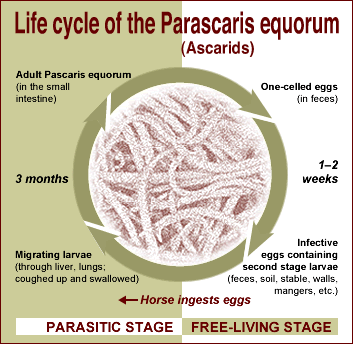 Life cycle of the Parascaris equorum
(Ascarids)
Adult Pascaris equorum
(in the small
intestine)
One-celled eggs
(in feces)
3 months
1–2
weeks
Migrating larvae
(through liver, lungs;
coughed up and swallowed)
Infective
eggs containing
second stage larvae
(feces, soil, stable, walls,
mangers, etc.)
Horse ingests eggs
PARASITIC STAGE
FREE-LIVING STAGE